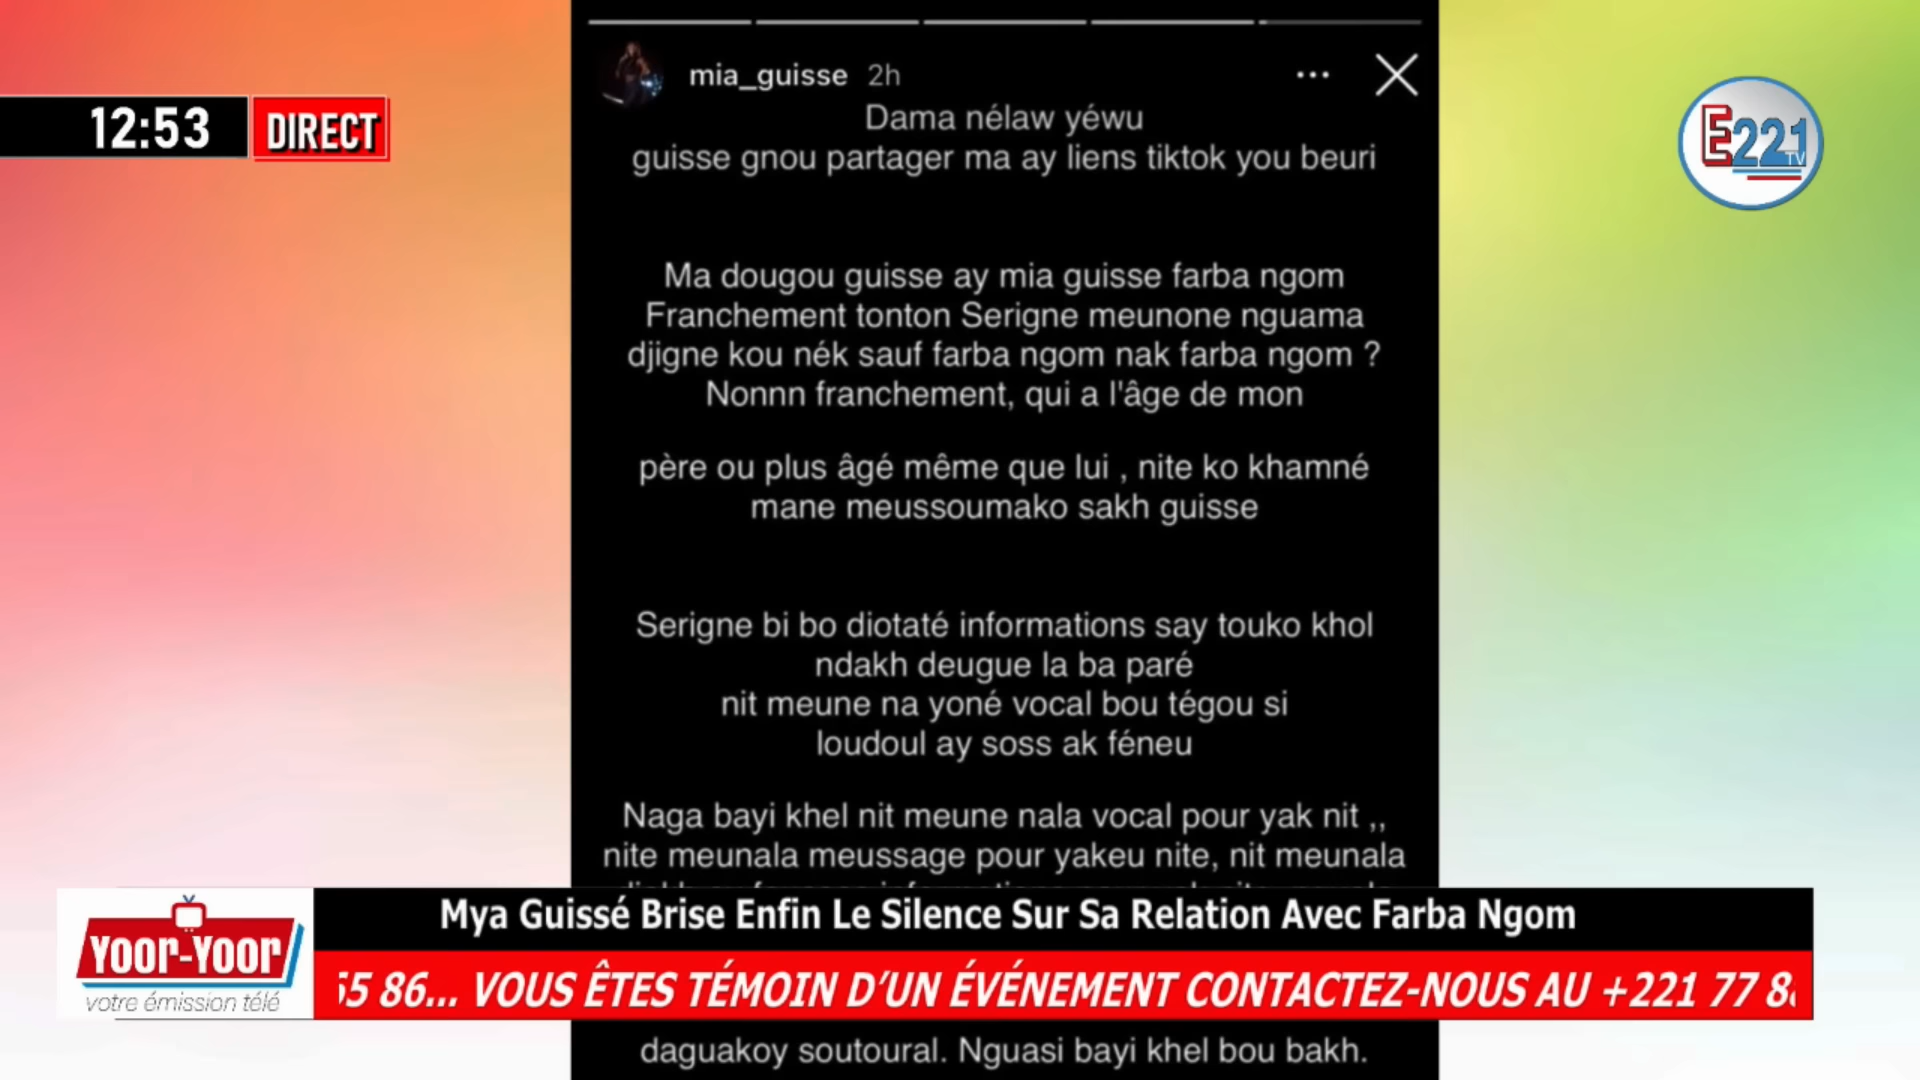 mia_guisse 2h
Dama nélaw yéwu
guisse gnou partager ma ay liens tiktok you beuri
12:53
DIRECT
E221
TV
Ma dougou guisse ay mia guisse farba ngom
Franchement tonton Serigne meunone nguama
djigne kou nék sauf farba ngom nak farba ngom ?
Nonnn franchement, qui a l'âge de mon
père ou plus âgé même que lui , nite ko khamné
mane meussoumako sakh guisse
Serigne bi bo diotaté informations say touko khol
ndakh deugue la ba paré
nit meune na yoné vocal bou tégou si
loudoul ay soss ak féneu
Naga bayi khel nit meune nala vocal pour yak nit ,,
nite meunala meussage pour yakeu nite, nit meunala
Mya Guissé Brise Enfin Le Silence Sur Sa Relation Avec Farba Ngom
YOOR-YOOR
votre émission télé
55 86... VOUS ÊTES TÉMOIN D'UN ÉVÉNEMENT CONTACTEZ-NOUS AU +221 77 8
daguakoy soutoural. Nguasi bayi khel bou bakh.